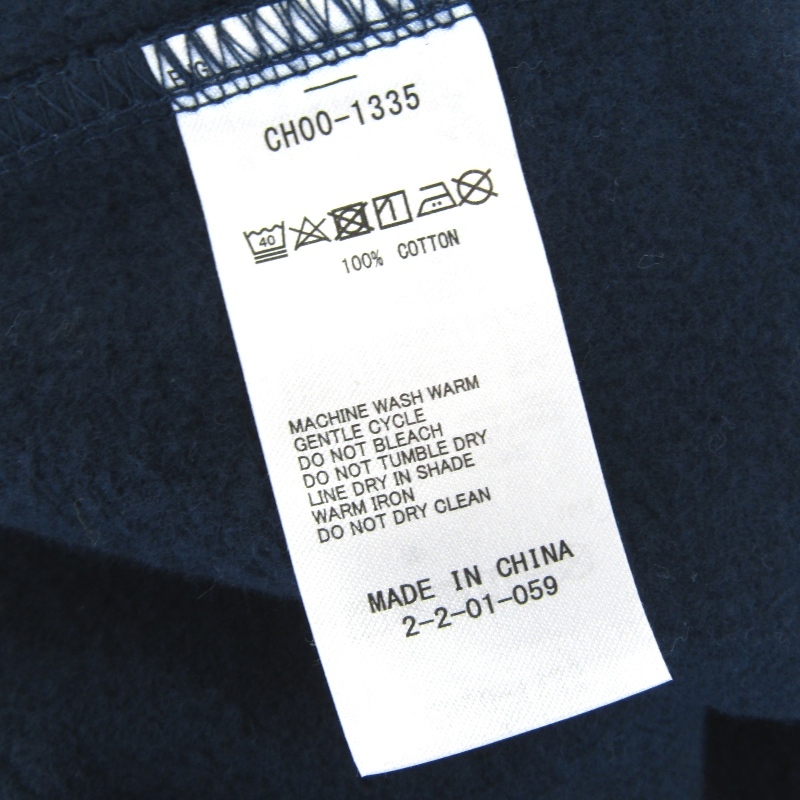 CH00-1335
40
100% COTTON
MACHINE WASH WARM
GENTLE CYCLE
DO NOT BLEACH
DO NOT TUMBLE DRY
LINE DRY IN SHADE
WARM IRON
DO NOT DRY CLEAN
MADE IN CHINA
2-2-01-059